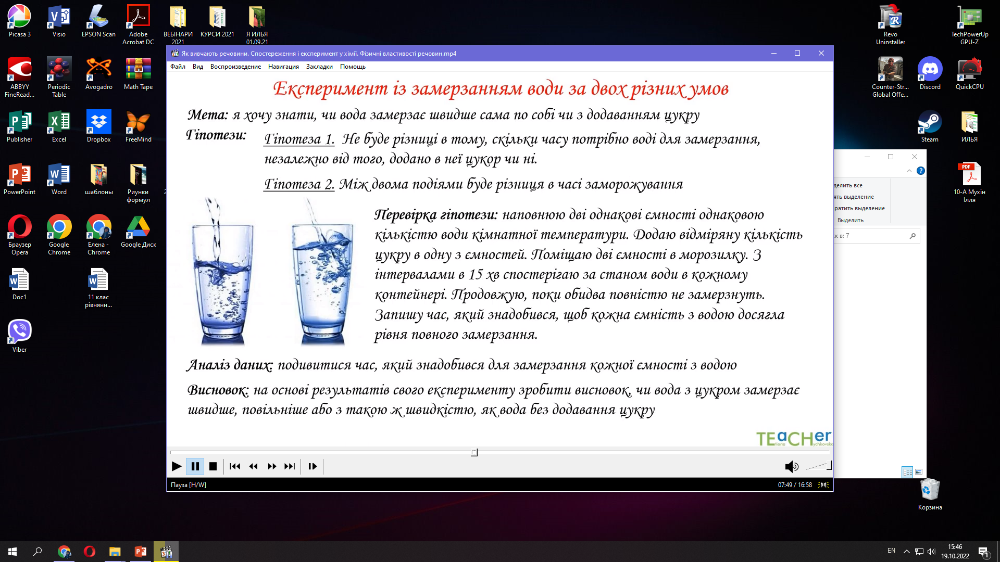 Picasa 3
Visio
EPSON Scan
Adobe
Acrobat DC
ВЕБІНАРИ
2021
КУРСИ 2021
Я ИЛЬЯ
01.09.21
Revo
Uninstaller
TechPowerUp
GPU-Z
ABBYY
FineRead...
Periodic
Table
Avogadro
Math Tape
Counter-Str...
Global Offe...
Discord
QuickCPU
Publisher
Excel
Dropbox
FreeMind
Steam
ИЛЬЯ
PowerPoint
Word
шаблоны
Риунки
формул
PDF
10-А Мухін
Ілля
Браузер
Opera
Google
Chrome
Елена -
Chrome
Google Диск
Doc1
11 клас
рівнянн...
Viber
Корзина
Як вивчають речовини. Спостереження і експеримент у хімії. Фізичні властивості речовин.mp4
Файл Вид Воспроизведение Навигация Закладки Помощь
Експеримент із замерзанням води за двох різних умов
Мета: я хочу знати, чи вода замерзає швидше сама по собі чи з додаванням цукру
Гіпотези:
Гіпотеза 1. Не буде різниці в тому, скільки часу потрібно воді для замерзання,
незалежно від того, додано в неї цукор чи ні.
Гіпотеза 2. Між двома подіями буде різниця в часі заморожування
Перевірка гіпотези: наповнюю дві однакові ємності однаковою
кількістю води кімнатної температури. Додаю відміряну кількість
цукру в одну з ємностей. Поміщаю дві ємності в морозилку. З
інтервалами в 15 хв спостерігаю за станом води в кожному
контейнері. Продовжую, поки обидва повністю не замерзнуть.
Запишу час, який знадобився, щоб кожна ємність з водою досягла
рівня повного замерзання.
Аналіз даних: подивитися час, який знадобився для замерзання кожної ємності з водою
Висновок: на основі результатів свого експерименту зробити висновок, чи вода з цукром замерзає
швидше, повільніше або з такою ж швидкістю, як вода без додавання цукру
TEaCHer
tiana ychkovska
Пауза [H/W]
07:49 / 16:58
делить все
ять выделение
ратить выделение
Выделить
ск в: 7
EN
15:46
19.10.2022
1